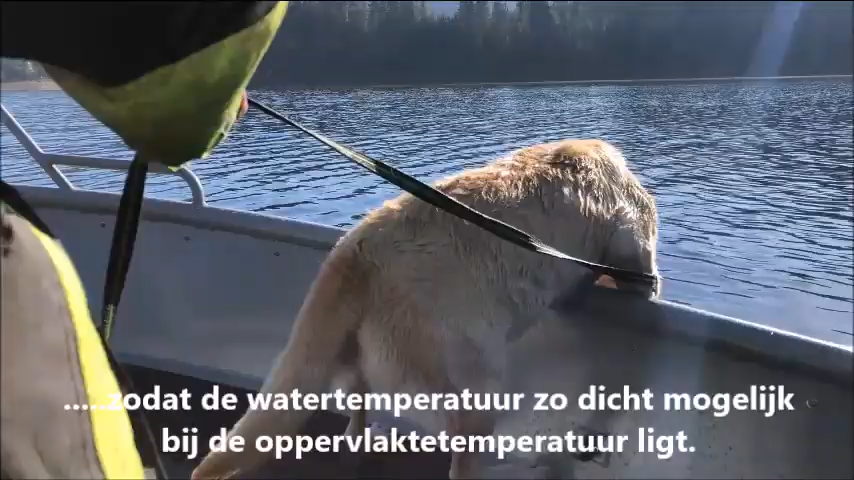 .....zodat de watertemperatuur zo dicht mogelijk
bij de oppervlaktetemperatuur ligt.